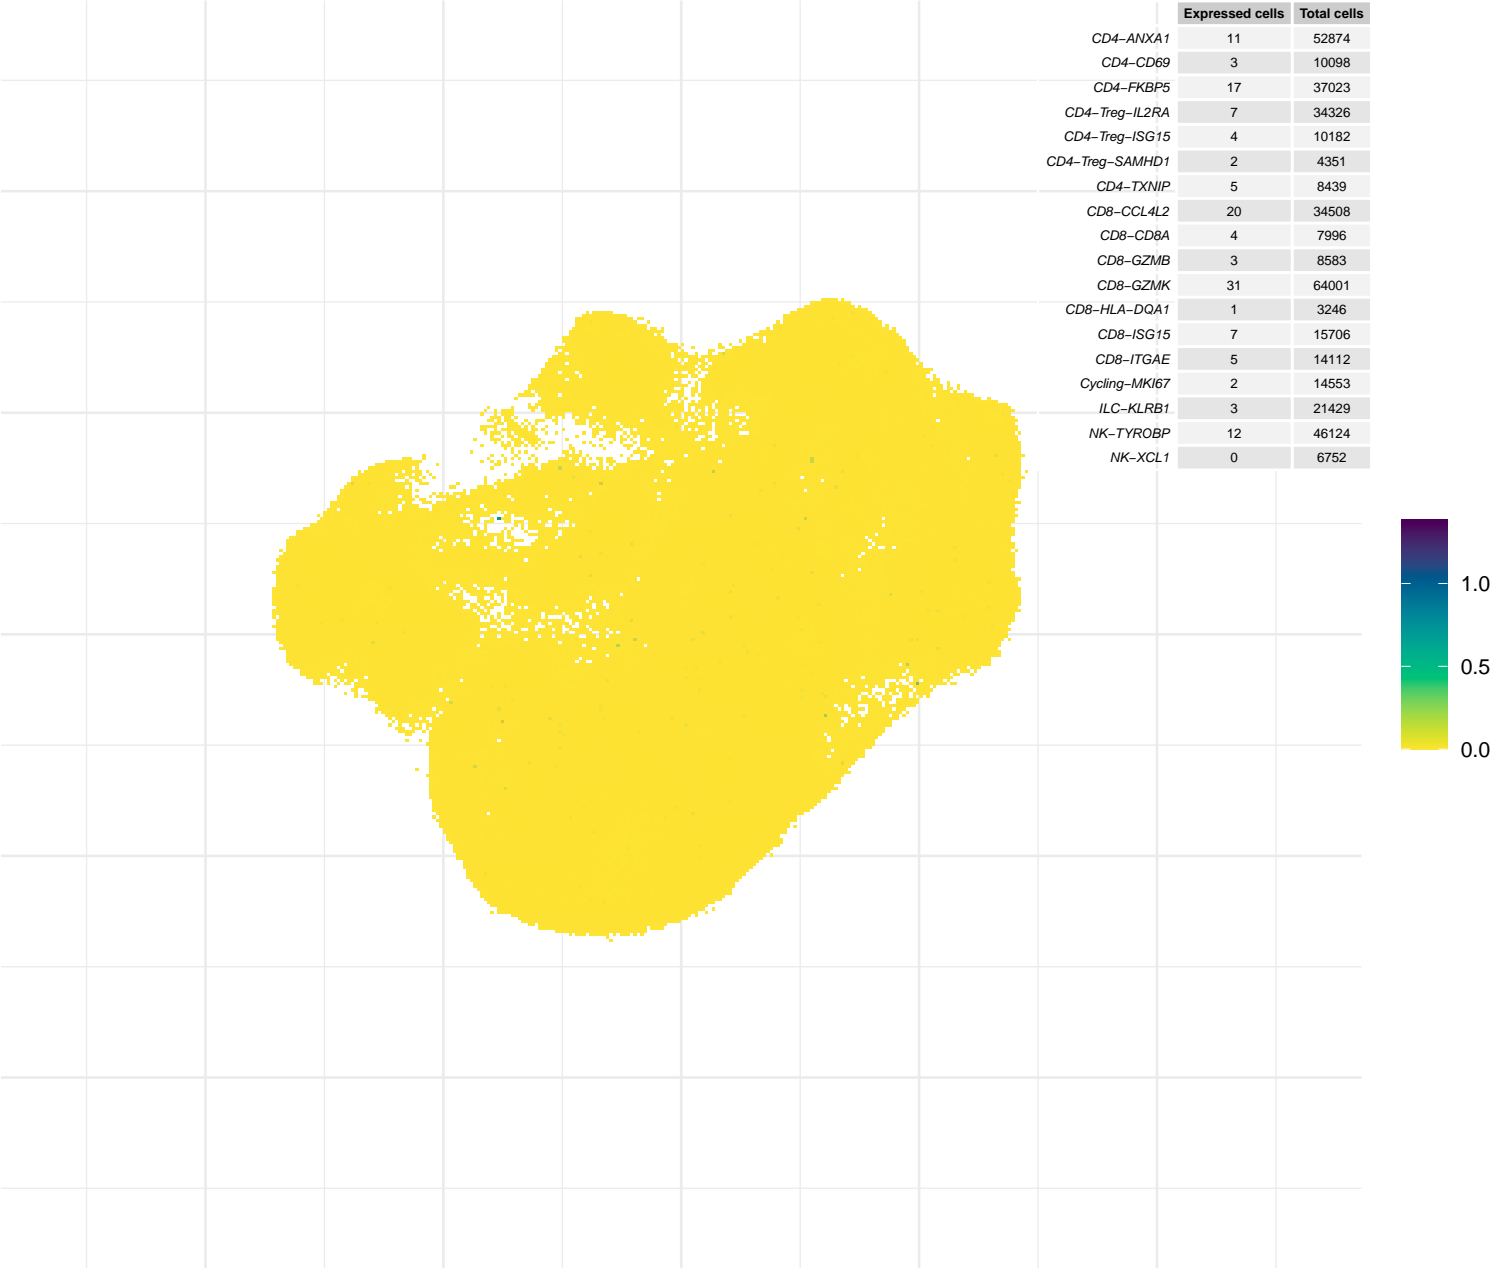 Expressed cells Total cells
CD4−ANXA1 11 52874
CD4−CD69 3 10098
CD4−FKBP5 17 37023
CD4−Treg−IL2RA 7 34326
CD4−Treg−ISG15 4 10182
CD4−Treg−SAMHD1 2 4351
CD4−TXNIP 5 8439
CD8−CCL4L2 20 34508
CD8−CD8A 4 7996
CD8−GZMB 3 8583
CD8−GZMK 31 64001
CD8−HLA−DQA1 1 3246
CD8−ISG15 7 15706
CD8−ITGAE 5 14112
Cycling−MKI67 2 14553
ILC−KLRB1 3 21429
NK−TYROBP 12 46124
NK−XCL1 0 6752
1.0
0.5
0.0